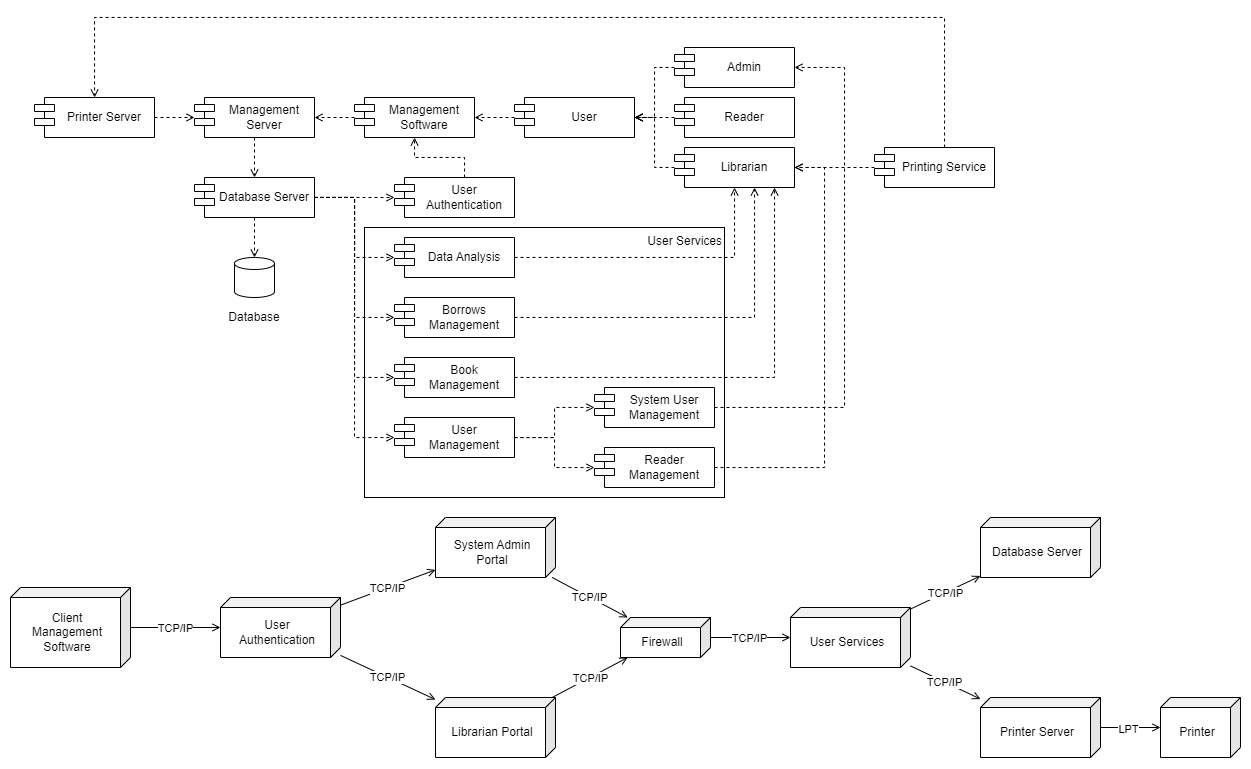 Admin
Printer Server
Management
Server
Management
Software
User
Reader
Librarian
Printing Service
Database Server
User
Authentication
User Services
Data Analysis
Database
Borrows
Management
Book
Management
System User
Management
User
Management
Reader
Management
System Admin
Portal
Database Server
TCP/IP
TCP/IP
TCP/IP
Client
Management
Software
TCP/IP
User
Authentication
Firewall
TCP/IP
User Services
TCP/IP
TCP/IP
TCP/IP
Librarian Portal
Printer Server
LPT
Printer